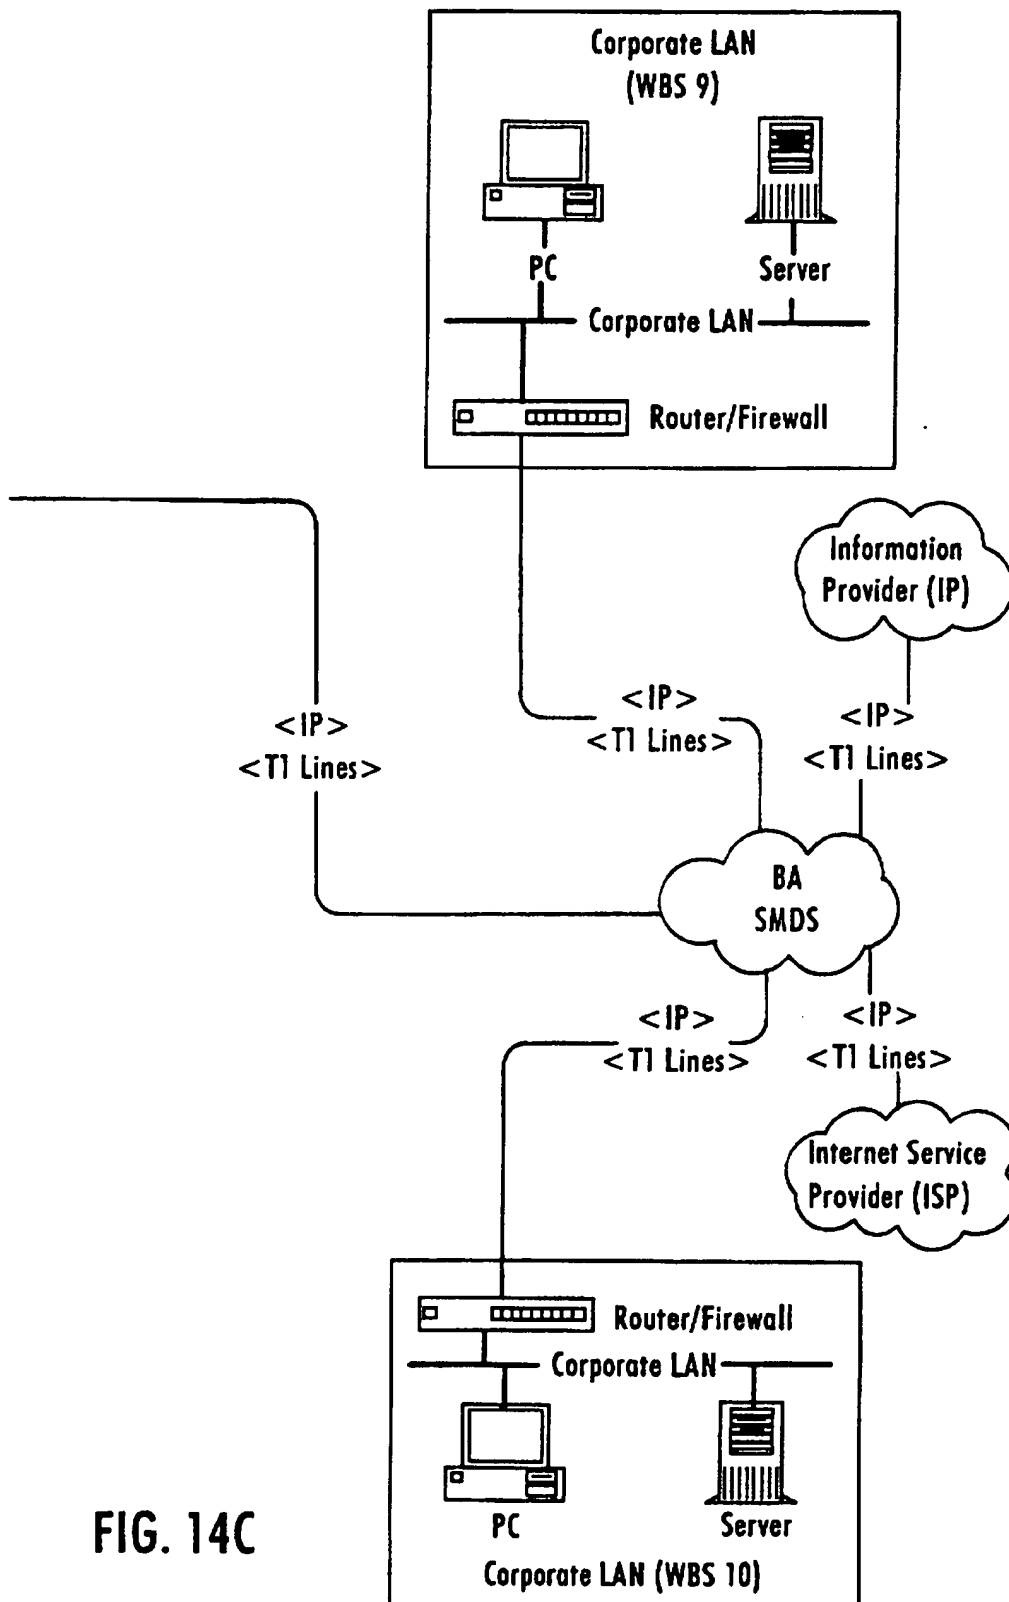 Corporate LAN
(WBS 9)
PC
Server
Corporate LAN
Router/Firewall
Information
Provider (IP)
<IP>
<T1 Lines>
<IP>
<T1 Lines>
<IP>
<T1 Lines>
BA
SMDS
<IP>
<T1 Lines>
<IP>
<T1 Lines>
Internet Service
Provider (ISP)
Router/Firewall
Corporate LAN
PC
Server
Corporate LAN (WBS 10)
FIG. 14C